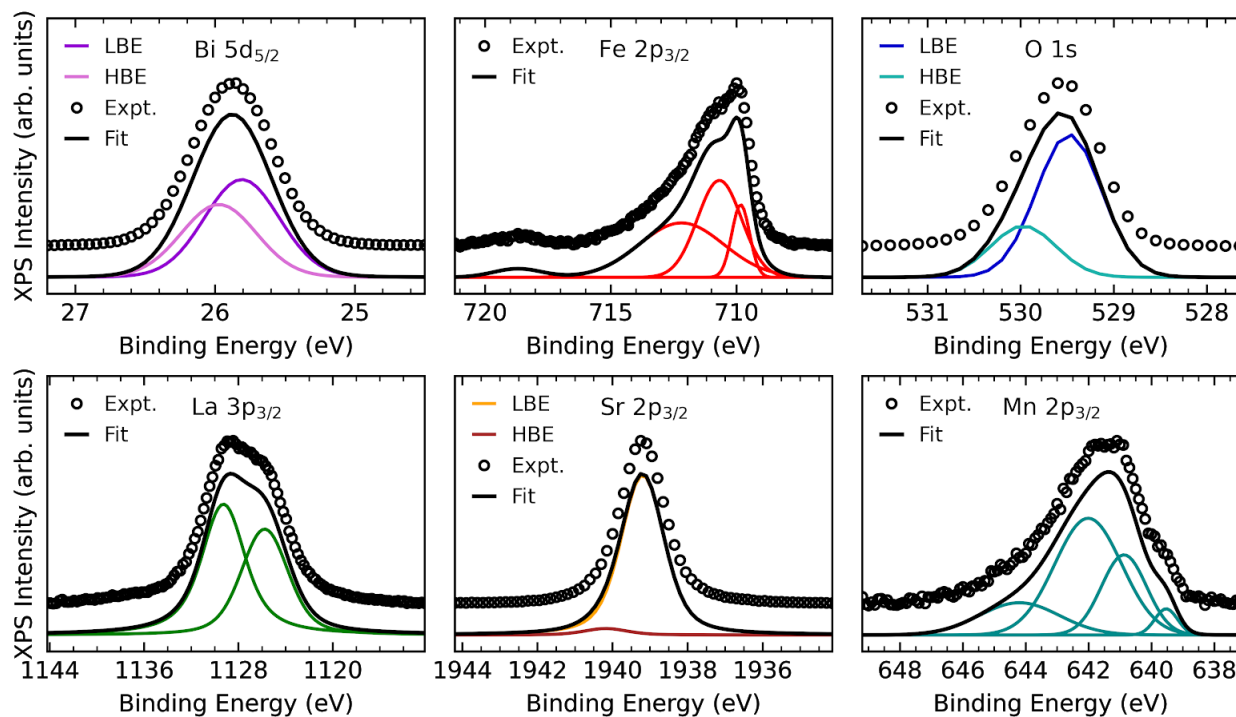 XPS Intensity (arb. units)
LBE
HBE
Expt.
Fit
Bi 5d5/2
27 26 25
Binding Energy (eV)
Expt.
Fit
Fe 2p3/2
720 715 710
Binding Energy (eV)
LBE
HBE
Expt.
Fit
O 1s
531 530 529 528
Binding Energy (eV)
XPS Intensity (arb. units)
Expt.
Fit
La 3p3/2
1144 1136 1128 1120
Binding Energy (eV)
LBE
HBE
Expt.
Fit
Sr 2p3/2
1944 1942 1940 1938 1936
Binding Energy (eV)
Expt.
Fit
Mn 2p3/2
648 646 644 642 640 638
Binding Energy (eV)